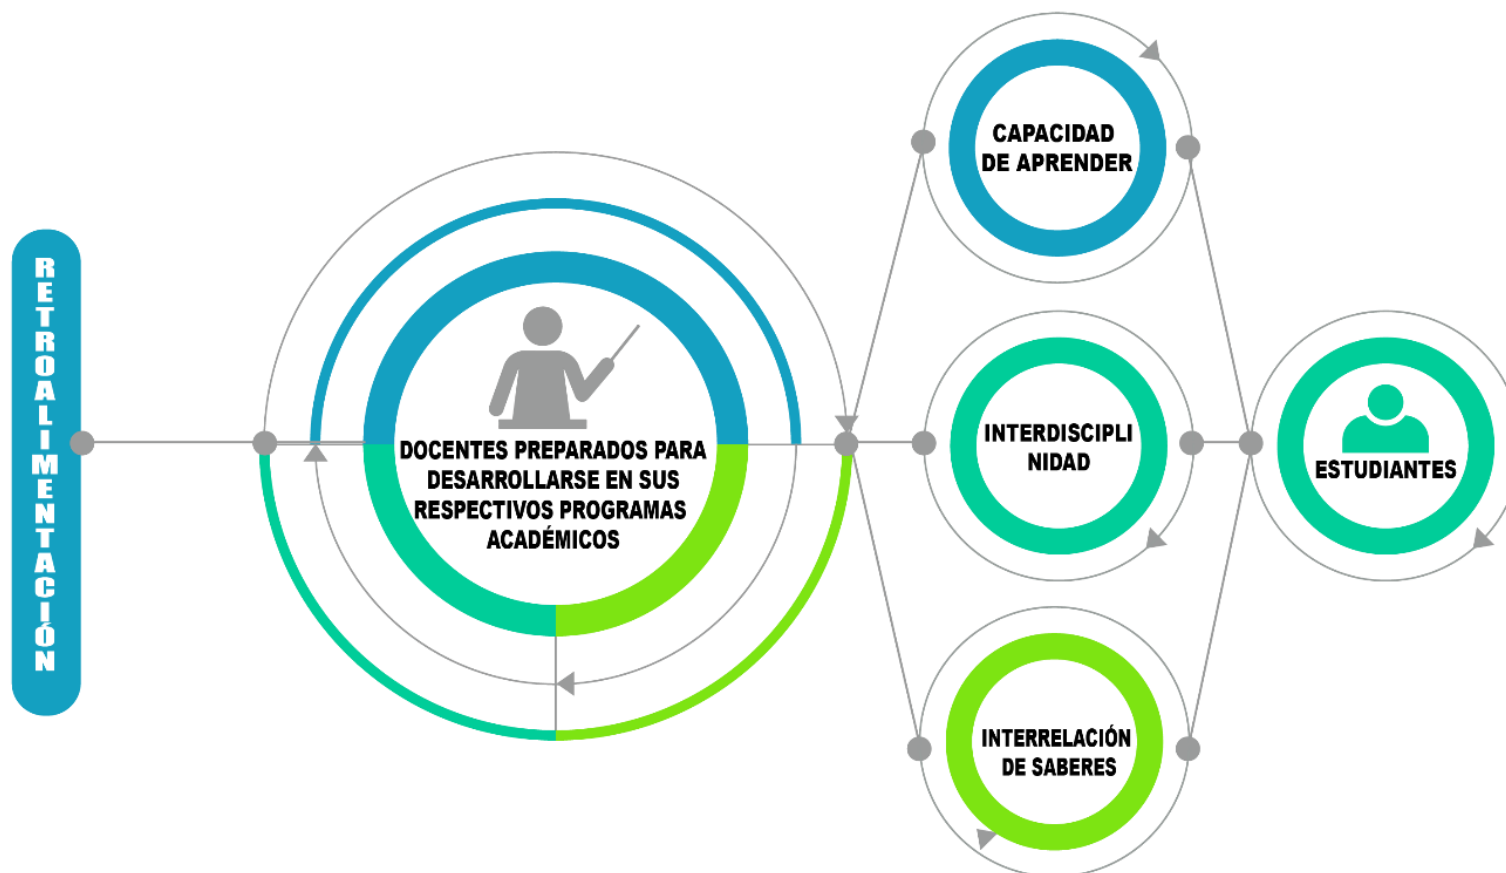 RETROALIMENTACIÓN
DOCENTES PREPARADOS PARA
DESARROLLARSE EN SUS
RESPECTIVOS PROGRAMAS
ACADÉMICOS
CAPACIDAD
DE APRENDER
INTERDISCIPLI
NIDAD
INTERRELACIÓN
DE SABERES
ESTUDIANTES